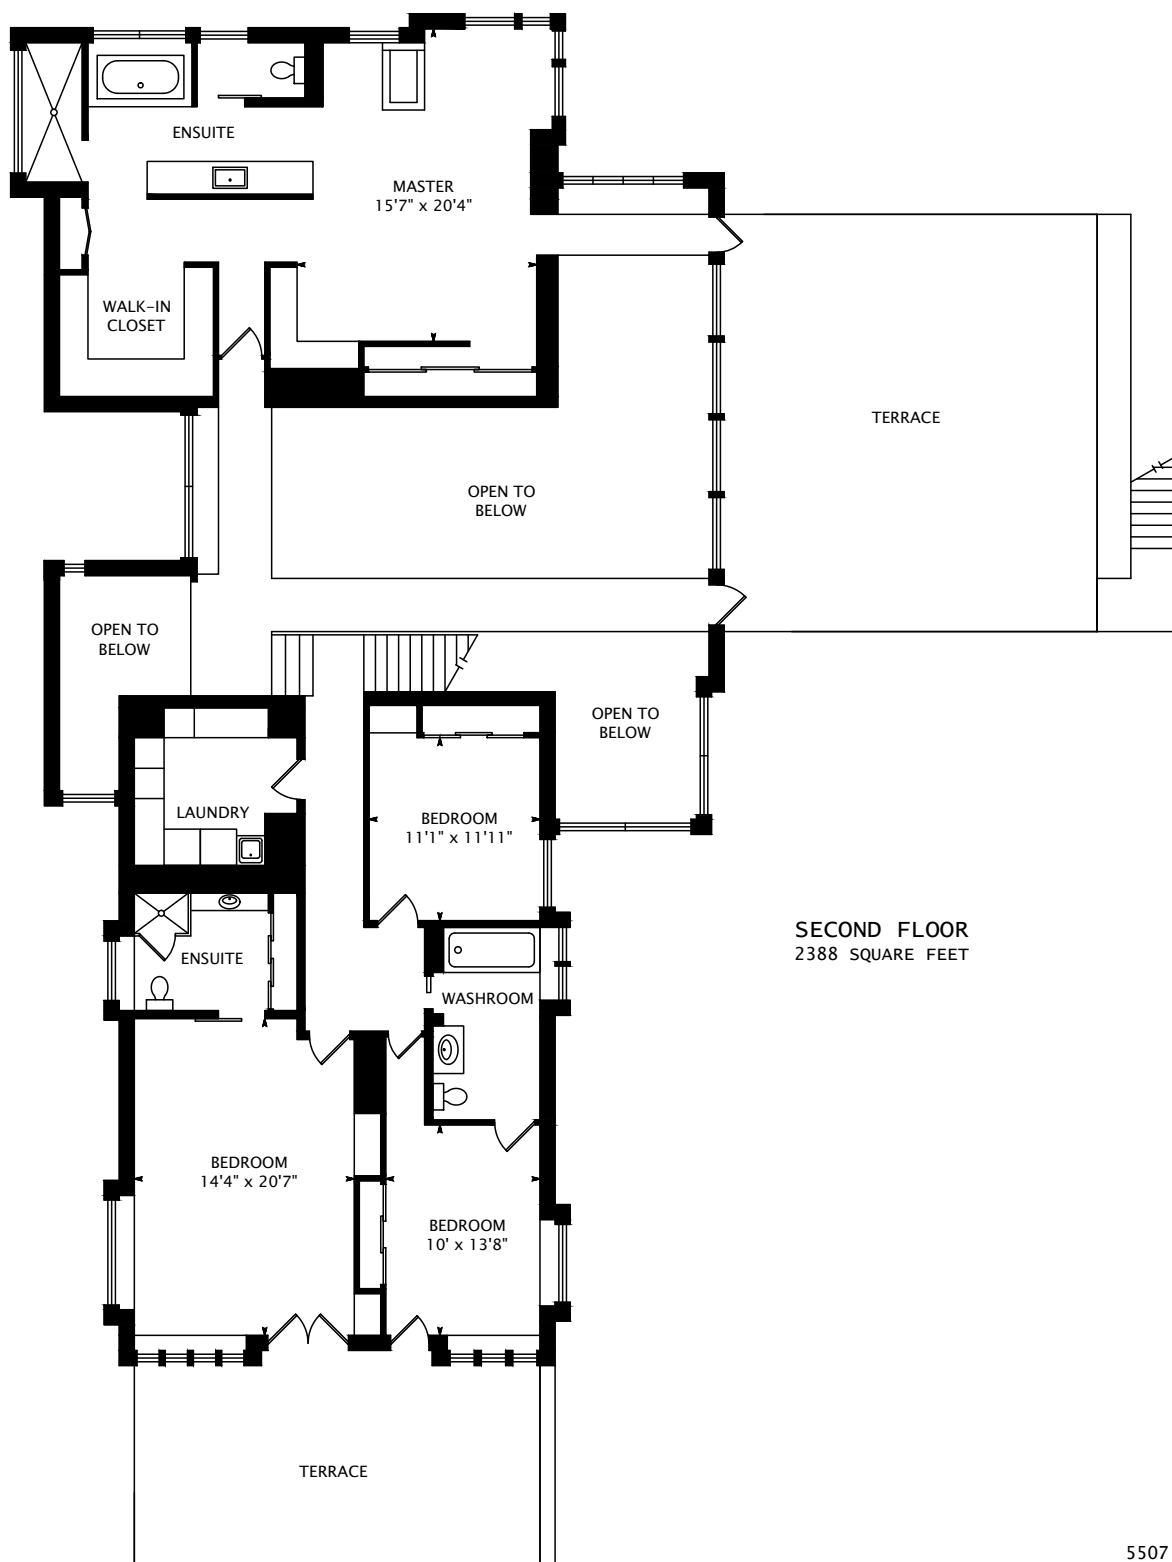 ENSUITE
MASTER
15'7" x 20'4"
WALK-IN
CLOSET
TERRACE
OPEN TO
BELOW
OPEN TO
BELOW
OPEN TO
BELOW
LAUNDRY
BEDROOM
11'1" x 11'11"
SECOND FLOOR
2388 SQUARE FEET
ENSUITE
WASHROOM
BEDROOM
14'4" x 20'7"
BEDROOM
10' x 13'8"
TERRACE
5507